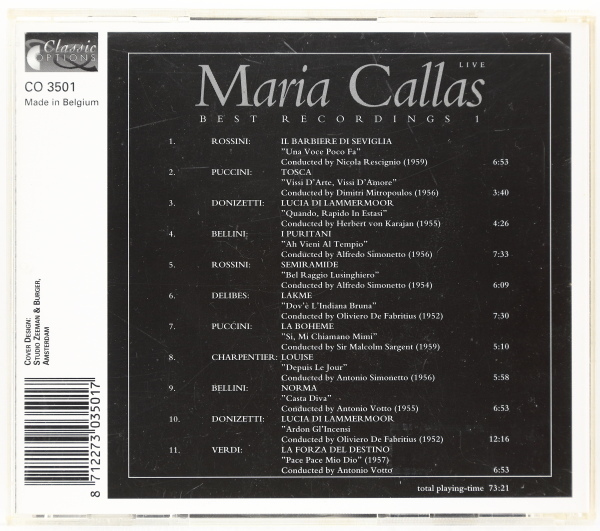 Classic
OPTIONS
CO 3501
Made in Belgium
LIVE
Maria Callas
BEST RECORDINGS 1
1. ROSSINI: IL BARBIERE DI SEVIGLIA
"Una Voce Poco Fa"
Conducted by Nicola Rescignio (1959) 6:53
2. PUCCINI: TOSCA
"Vissi D'Arte, Vissi D'Amore"
Conducted by Dimitri Mitropoulos (1956) 3:40
3. DONIZETTI: LUCIA DI LAMMERMOOR
"Quando, Rapido In Estasi"
Conducted by Herbert von Karajan (1955) 4:26
4. BELLINI: I PURITANI
"Ah Vieni Al Tempio"
Conducted by Alfredo Simonetto (1956) 7:33
5. ROSSINI: SEMIRAMIDE
"Bel Raggio Lusinghiero"
Conducted by Alfredo Simonetto (1954) 6:09
6. DELIBES: LAKME
"Dov'è L'Indiana Bruna"
Conducted by Oliviero De Fabritius (1952) 7:30
7. PUCCINI: LA BOHEME
"Si, Mi Chiamano Mimi"
Conducted by Sir Malcolm Sargent (1959) 5:10
8. CHARPENTIER: LOUISE
"Depuis Le Jour"
Conducted by Antonio Simonetto (1956) 5:58
9. BELLINI: NORMA
"Casta Diva"
Conducted by Antonio Votto (1955) 6:53
10. DONIZETTI: LUCIA DI LAMMERMOOR
"Ardon Gl'Incensi
Conducted by Oliviero De Fabritius (1952) 12:16
11. VERDI: LA FORZA DEL DESTINO
"Pace Pace Mio Dio" (1957)
Conducted by Antonio Votto 6:53
total playing-time 73:21
COVER DESIGN:
STUDIO ZEEMAN & BURGER,
AMSTERDAM
8 712273 035017